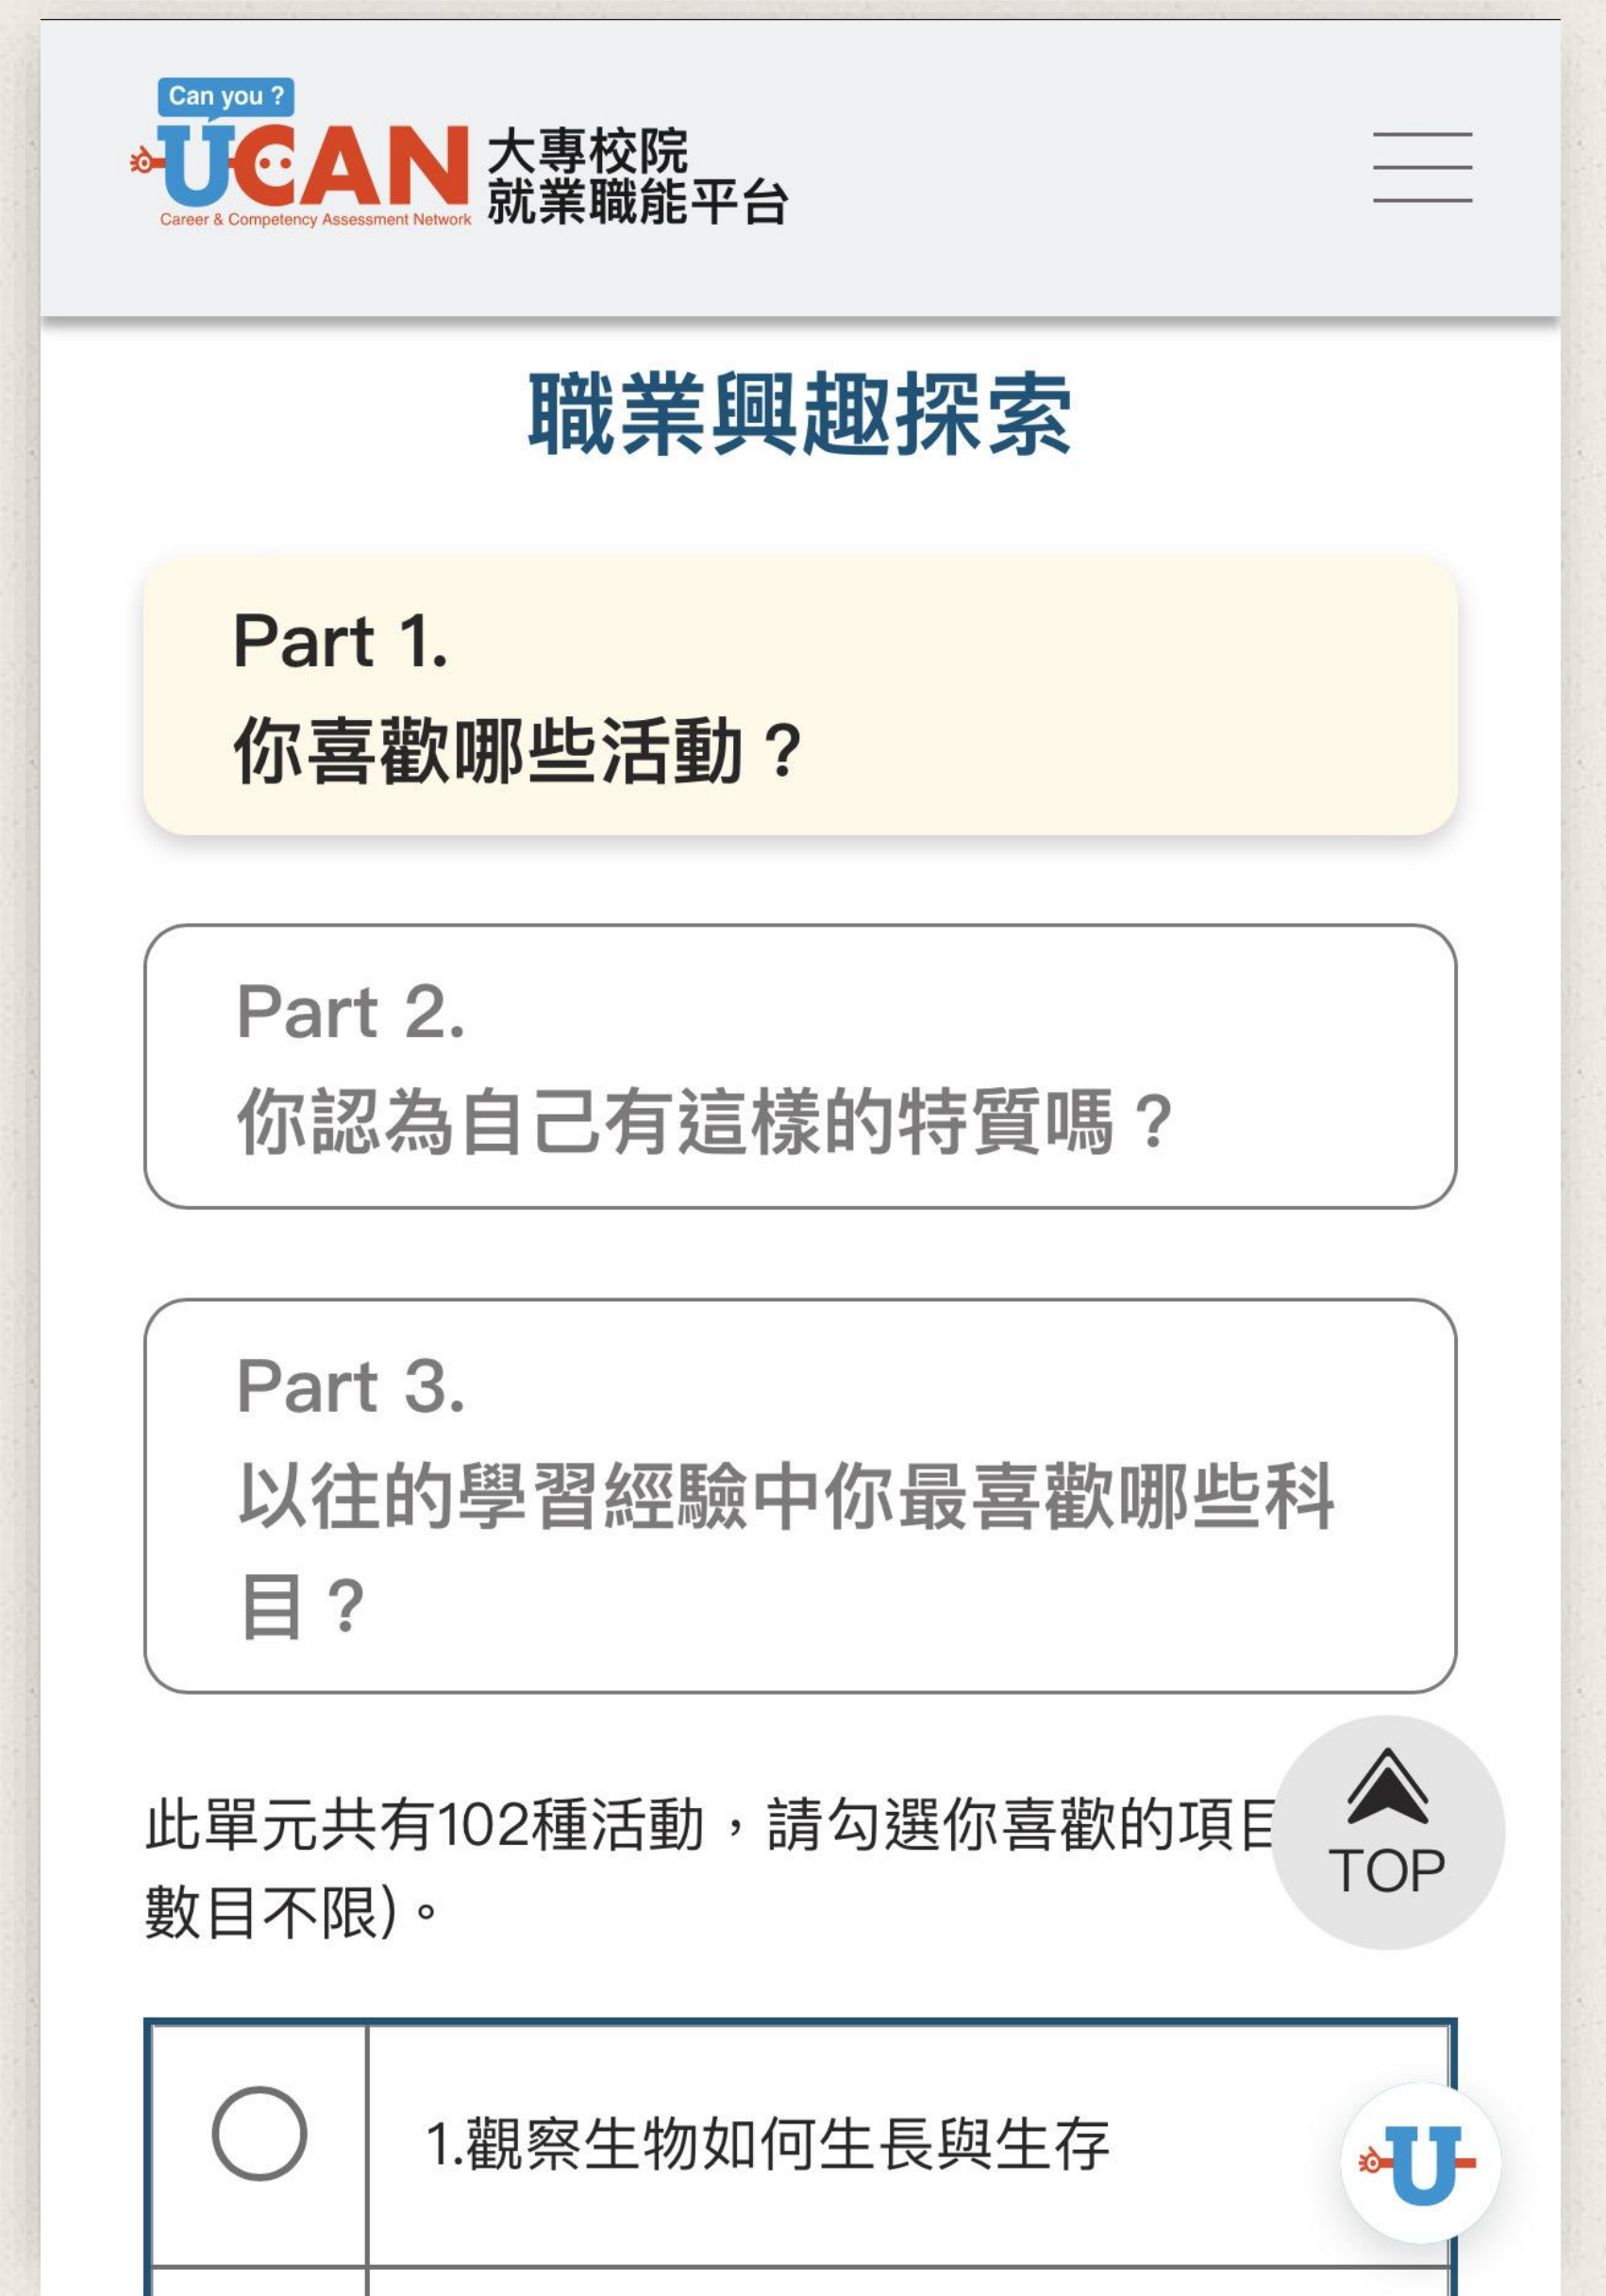 Can you ?
UCAN
Career & Competency Assessment Network
大專校院
就業職能平台
職業興趣探索
Part 1.
你喜歡哪些活動？
Part 2.
你認為自己有這樣的特質嗎？
Part 3.
以往的學習經驗中你最喜歡哪些科
目？
此單元共有102種活動，請勾選你喜歡的項目
數目不限)。
TOP
1.觀察生物如何生長與生存
U